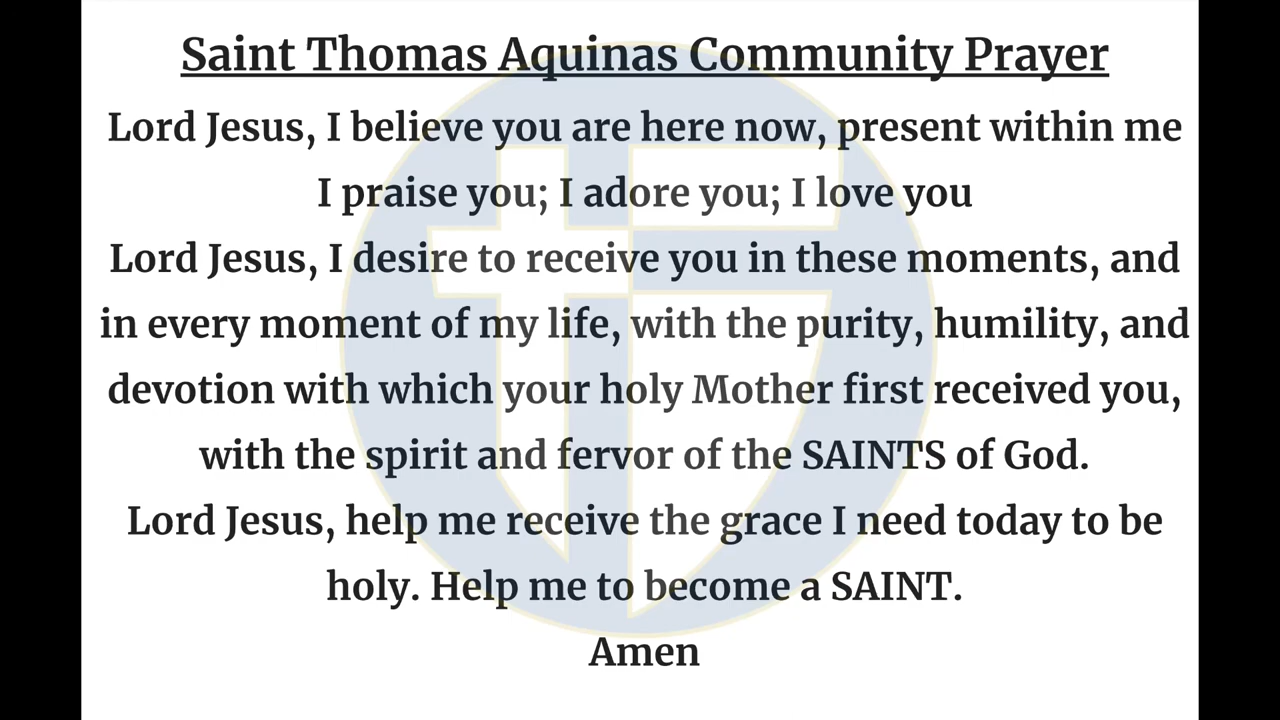 Saint Thomas Aquinas Community Prayer
Lord Jesus, I believe you are here now, present within me
I praise you; I adore you; I love you
Lord Jesus, I desire to receive you in these moments, and
in every moment of my life, with the purity, humility, and
devotion with which your holy Mother first received you,
with the spirit and fervor of the SAINTS of God.
Lord Jesus, help me receive the grace I need today to be
holy. Help me to become a SAINT.
Amen